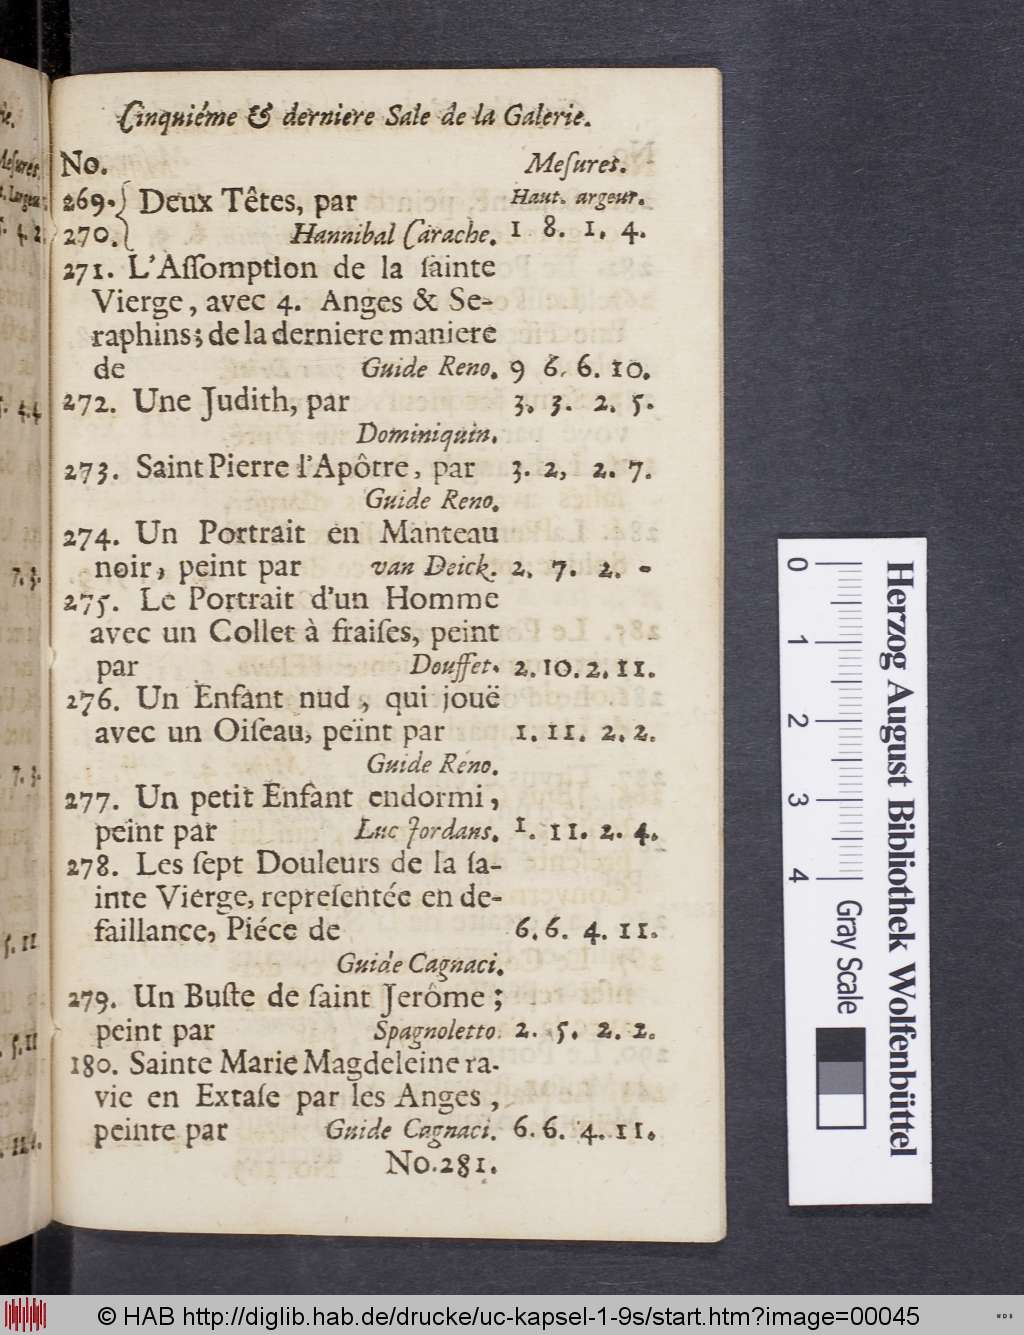 Cinquiéme & derniere Sale de la Galerie.
No. Meſures.
269. Deux Têtes, par Haut. argeur.
270. Hannibal Carache. 1 8. 1. 4.
271. L'Aſſomption de la ſainte
Vierge, avec 4. Anges & Se-
raphins; de la derniere maniere
de Guide Reno. 9 6. 6. 10.
272. Une Judith, par 3. 3. 2. 5.
Dominiquin.
273. Saint Pierre l'Apôtre, par 3. 2, 2. 7.
Guide Reno.
274. Un Portrait en Manteau
noir, peint par van Deick. 2. 7. 2. -
275. Le Portrait d'un Homme
avec un Collet à fraiſes, peint
par Douffet. 2. 10. 2. 11.
276. Un Enfant nud, qui jouë
avec un Oiſeau, peint par 1. 11. 2. 2.
Guide Reno.
277. Un petit Enfant endormi,
peint par Luc Jordans. 1. 11. 2. 4.
278. Les ſept Douleurs de la ſa-
inte Vierge, repreſentée en de-
faillance, Piéce de 6. 6. 4. 11.
Guide Cagnaci.
279. Un Buſte de ſaint Jerôme;
peint par Spagnoletto. 2. 5. 2. 2.
180. Sainte Marie Magdeleine ra-
vie en Extaſe par les Anges,
peinte par Guide Cagnaci. 6. 6. 4. 11.
No. 281.
0 1 2 3 4
Gray Scale
Herzog August Bibliothek Wolfenbüttel
© HAB http://diglib.hab.de/drucke/uc-kapsel-1-9s/start.htm?image=00045